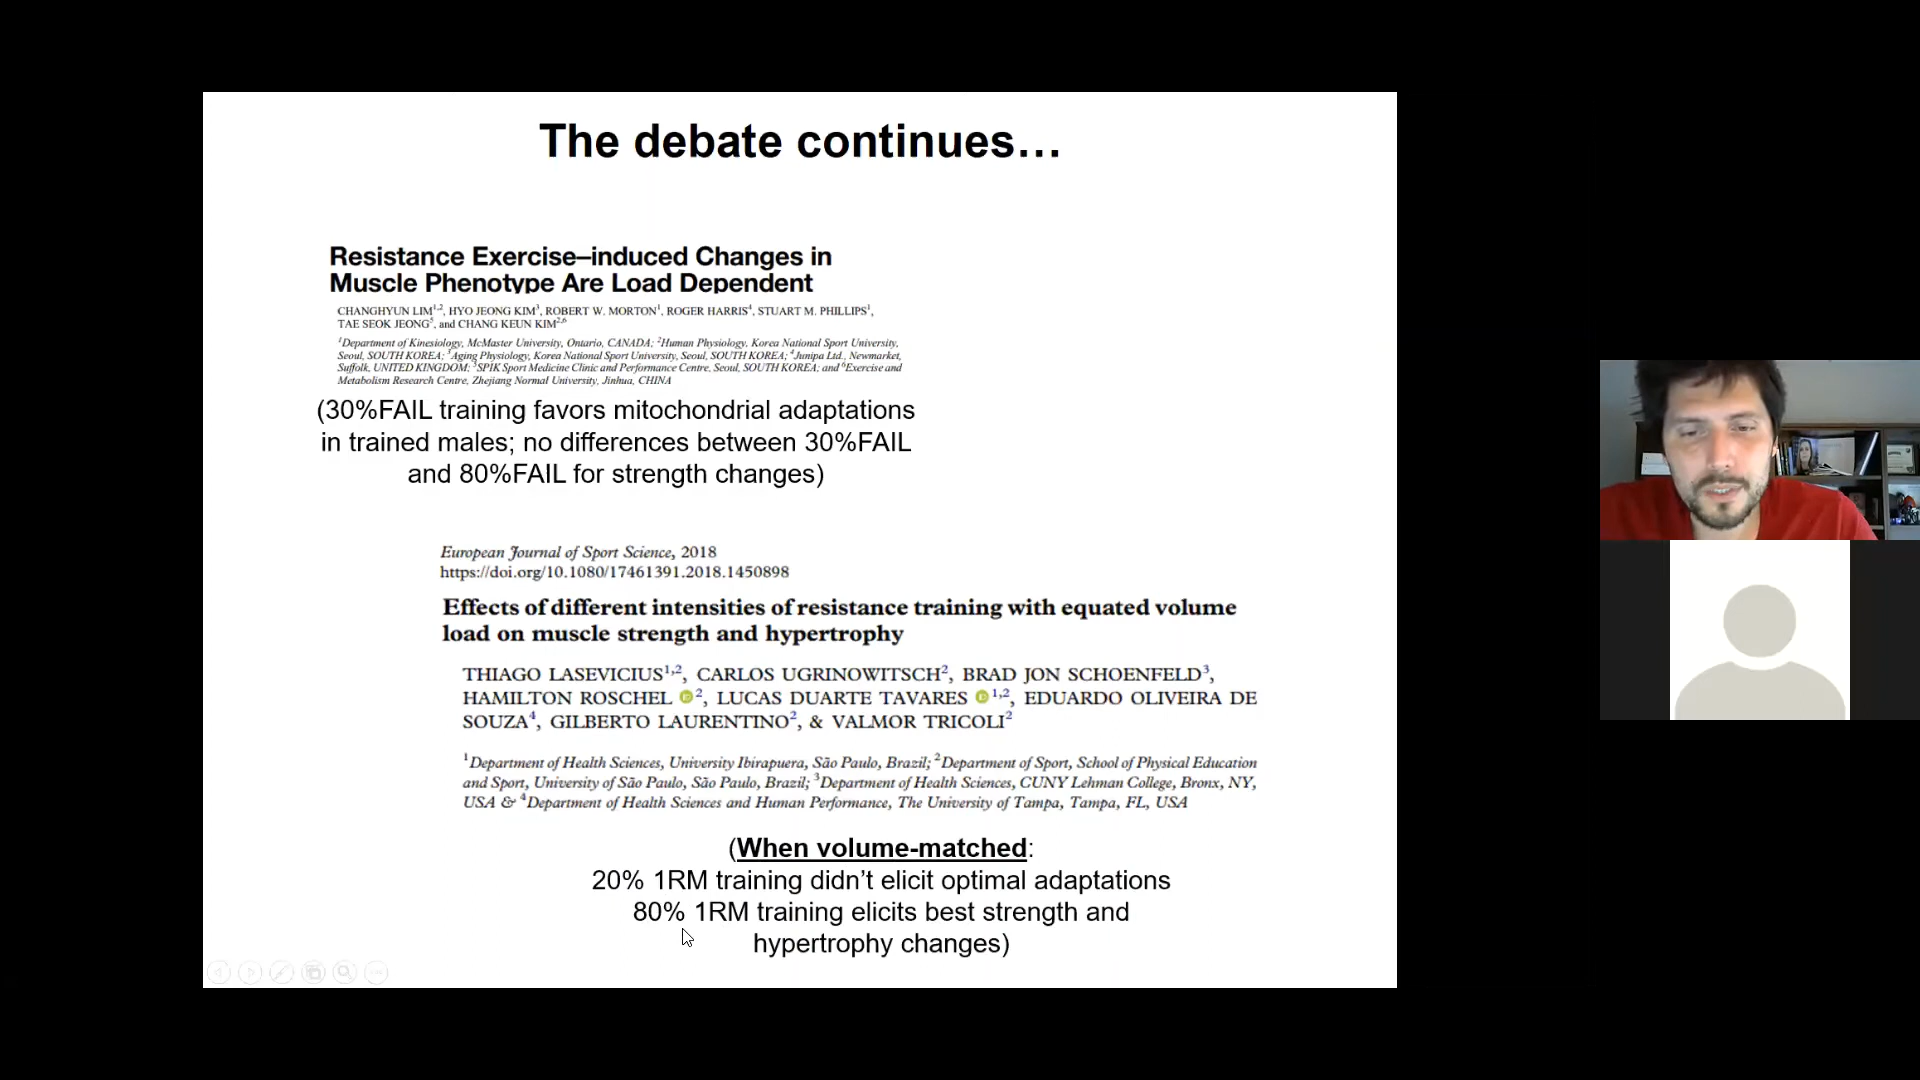 The debate continues…
Resistance Exercise–induced Changes in
Muscle Phenotype Are Load Dependent
CHANGHYUN LIM1,2, HYO JEONG KIM3, ROBERT W. MORTON1, ROGER HARRIS4, STUART M. PHILLIPS1,
TAE SEOK JEONG5, and CHANG KEUN KIM2,6
1Department of Kinesiology, McMaster University, Ontario, CANADA; 2Human Physiology, Korea National Sport University,
Seoul, SOUTH KOREA; 3Aging Physiology, Korea National Sport University, Seoul, SOUTH KOREA; 4Junipa Ltd., Newmarket,
Suffolk, UNITED KINGDOM; 5SPIK Sport Medicine Clinic and Performance Centre, Seoul, SOUTH KOREA; and 6Exercise and
Metabolism Research Centre, Zhejiang Normal University, Jinhua, CHINA
(30%FAIL training favors mitochondrial adaptations
in trained males; no differences between 30%FAIL
and 80%FAIL for strength changes)
European Journal of Sport Science, 2018
https://doi.org/10.1080/17461391.2018.1450898
Effects of different intensities of resistance training with equated volume
load on muscle strength and hypertrophy
THIAGO LASEVICIUS1,2, CARLOS UGRINOWITSCH2, BRAD JON SCHOENFELD3,
HAMILTON ROSCHEL iD 2, LUCAS DUARTE TAVARES iD 1,2, EDUARDO OLIVEIRA DE
SOUZA4, GILBERTO LAURENTINO2, & VALMOR TRICOLI2
1Department of Health Sciences, University Ibirapuera, São Paulo, Brazil; 2Department of Sport, School of Physical Education
and Sport, University of São Paulo, São Paulo, Brazil; 3Department of Health Sciences, CUNY Lehman College, Bronx, NY,
USA & 4Department of Health Sciences and Human Performance, The University of Tampa, Tampa, FL, USA
(When volume-matched:
20% 1RM training didn’t elicit optimal adaptations
80% 1RM training elicits best strength and
hypertrophy changes)